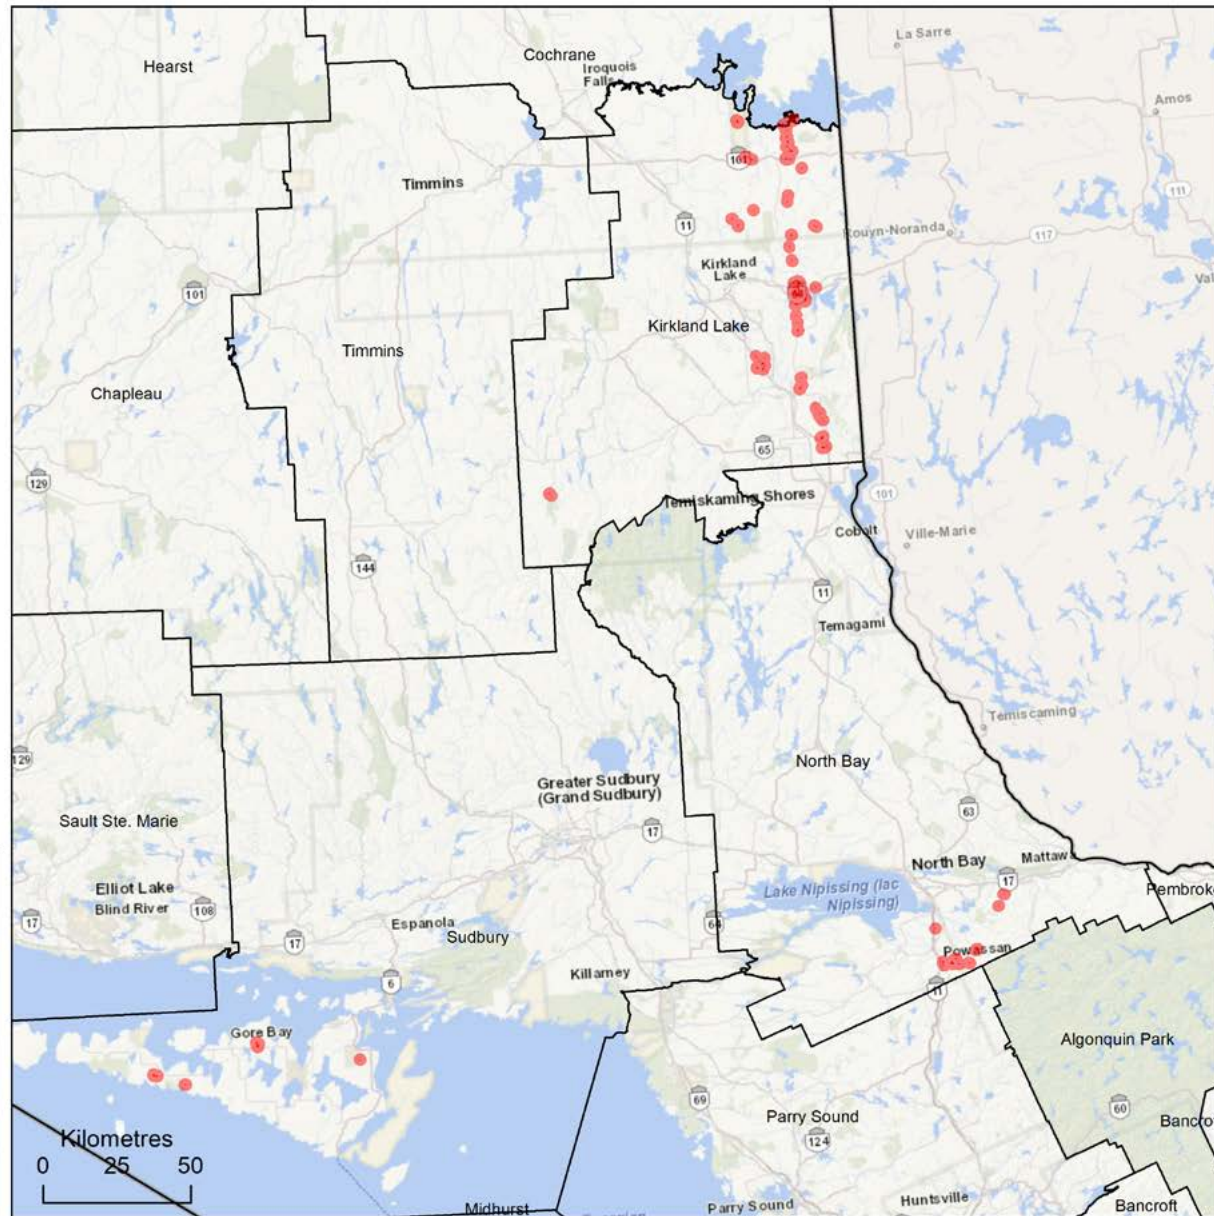 La Sarre
Cochrane
Hearst
Iroquois
Falls
Amos
101
Timmins
111
11
Rouyn-Noranda
117
Kirkland
Lake
Val
101
Kirkland Lake
Timmins
Chapleau
65
129
101
Temiskaming Shores
Cobalt
Ville-Marie
144
11
Temagami
Temiscaming
129
North Bay
Greater Sudbury
(Grand Sudbury)
63
Sault Ste. Marie
17
North Bay
Mattawa
17
Elliot Lake
Lake Nipissing (lac
Nipissing)
Pembroke
Blind River
108
17
Espanola
64
Sudbury
17
Powassan
Killarney
6
11
Gore Bay
Algonquin Park
69
60
Parry Sound
124
Bancro
Kilometres
0 25 50
Huntsville
Parry Sound
Midhurst
Bancroft